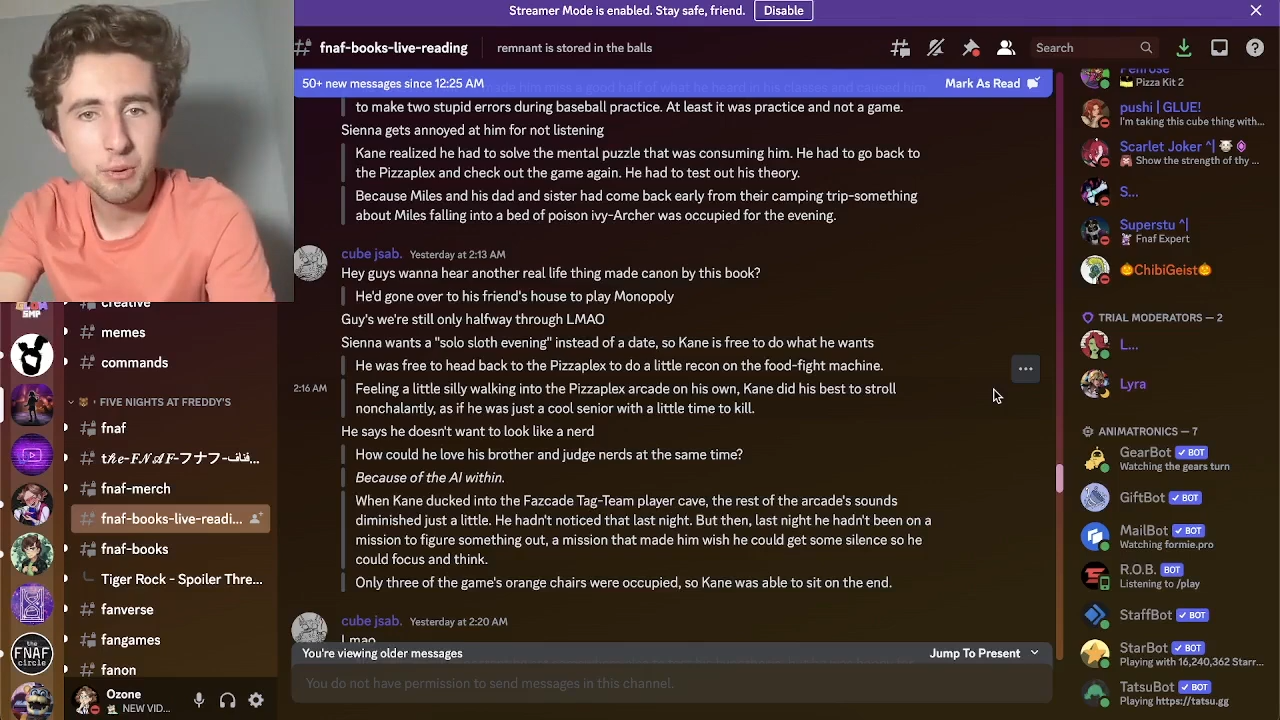 Streamer Mode is enabled. Stay safe, friend.
Disable
fnaf-books-live-reading
remnant is stored in the balls
Search
50+ new messages since 12:25 AM
Mark As Read
to make two stupid errors during baseball practice. At least it was practice and not a game.
Sienna gets annoyed at him for not listening
Kane realized he had to solve the mental puzzle that was consuming him. He had to go back to
the Pizzaplex and check out the game again. He had to test out his theory.
Because Miles and his dad and sister had come back early from their camping trip-something
about Miles falling into a bed of poison ivy-Archer was occupied for the evening.
cube jsab. Yesterday at 2:13 AM
Hey guys wanna hear another real life thing made canon by this book?
He'd gone over to his friend's house to play Monopoly
Guy's we're still only halfway through LMAO
Sienna wants a "solo sloth evening" instead of a date, so Kane is free to do what he wants
He was free to head back to the Pizzaplex to do a little recon on the food-fight machine.
2:16 AM
Feeling a little silly walking into the Pizzaplex arcade on his own, Kane did his best to stroll
nonchalantly, as if he was just a cool senior with a little time to kill.
He says he doesn't want to look like a nerd
How could he love his brother and judge nerds at the same time?
Because of the AI within.
When Kane ducked into the Fazcade Tag-Team player cave, the rest of the arcade's sounds
diminished just a little. He hadn't noticed that last night. But then, last night he hadn't been on a
mission to figure something out, a mission that made him wish he could get some silence so he
could focus and think.
Only three of the game's orange chairs were occupied, so Kane was able to sit on the end.
cube jsab. Yesterday at 2:20 AM
Lmao
You're viewing older messages
Jump To Present
You do not have permission to send messages in this channel.
creative
memes
commands
FIVE NIGHTS AT FREDDY'S
fnaf
fnaf-merch
fnaf-books-live-readi...
fnaf-books
Tiger Rock - Spoiler Thre...
fanverse
fangames
fanon
Ozone
NEW VID...
the
FNAF
circle
Penrose
Pizza Kit 2
pushi | GLUE!
I'm taking this cube thing with...
Scarlet Joker ^|
Show the strength of thy ...
S...
Superstu ^|
Fnaf Expert
🎃ChibiGeist🎃
TRIAL MODERATORS — 2
L...
Lyra
ANIMATRONICS — 7
GearBot ✓ BOT
Watching the gears turn
GiftBot ✓ BOT
MailBot ✓ BOT
Watching formie.pro
R.O.B. BOT
Listening to /play
StaffBot ✓ BOT
StarBot ✓ BOT
Playing with 16,240,362 Starr...
TatsuBot ✓ BOT
Playing https://tatsu.gg